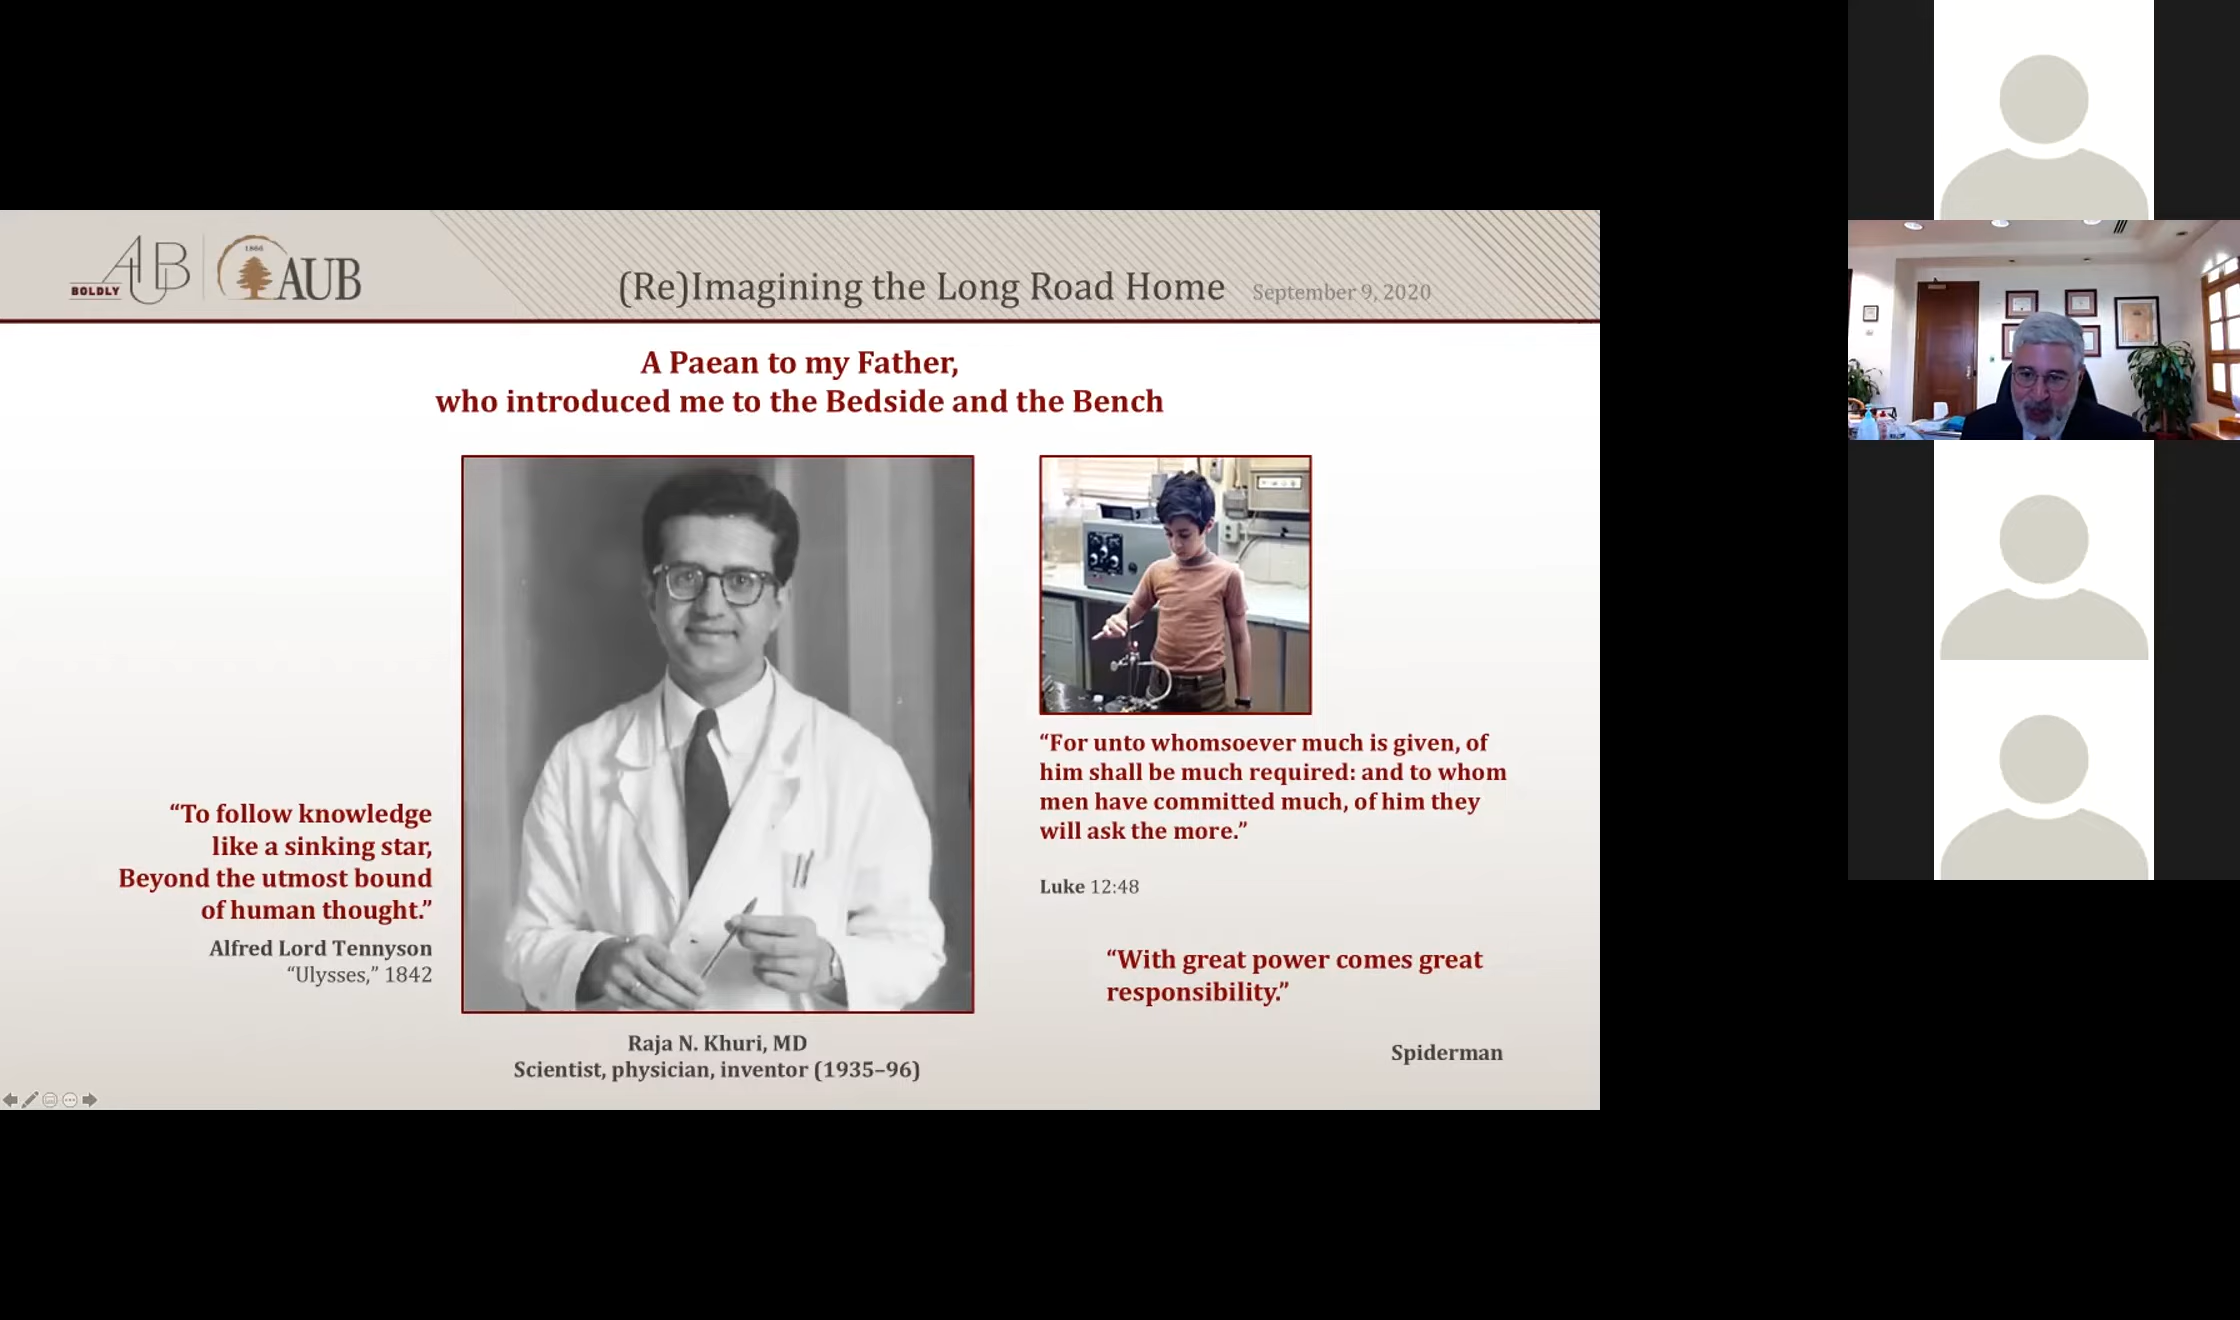 AUB
BOLDLY
1866
AUB
(Re)Imagining the Long Road Home
September 9, 2020
A Paean to my Father,
who introduced me to the Bedside and the Bench
“To follow knowledge
like a sinking star,
Beyond the utmost bound
of human thought.”
Alfred Lord Tennyson
“Ulysses,” 1842
Raja N. Khuri, MD
Scientist, physician, inventor (1935–96)
“For unto whomsoever much is given, of
him shall be much required: and to whom
men have committed much, of him they
will ask the more.”
Luke 12:48
“With great power comes great
responsibility.”
Spiderman